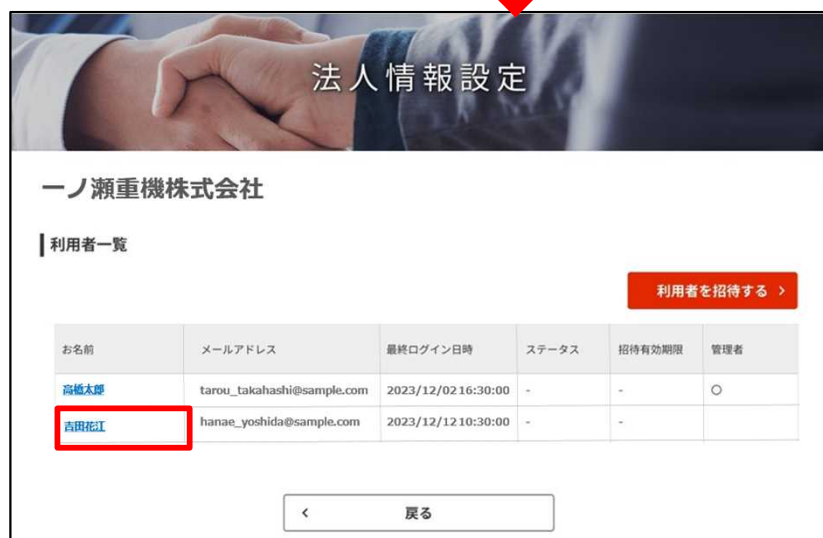 法人情報設定
一ノ瀬重機株式会社
利用者一覧
利用者を招待する >
お名前 メールアドレス 最終ログイン日時 ステータス 招待有効期限 管理者
高橋太郎 tarou_takahashi@sample.com 2023/12/02 16:30:00 - - ○
吉田花江 hanae_yoshida@sample.com 2023/12/12 10:30:00 - -
< 戻る